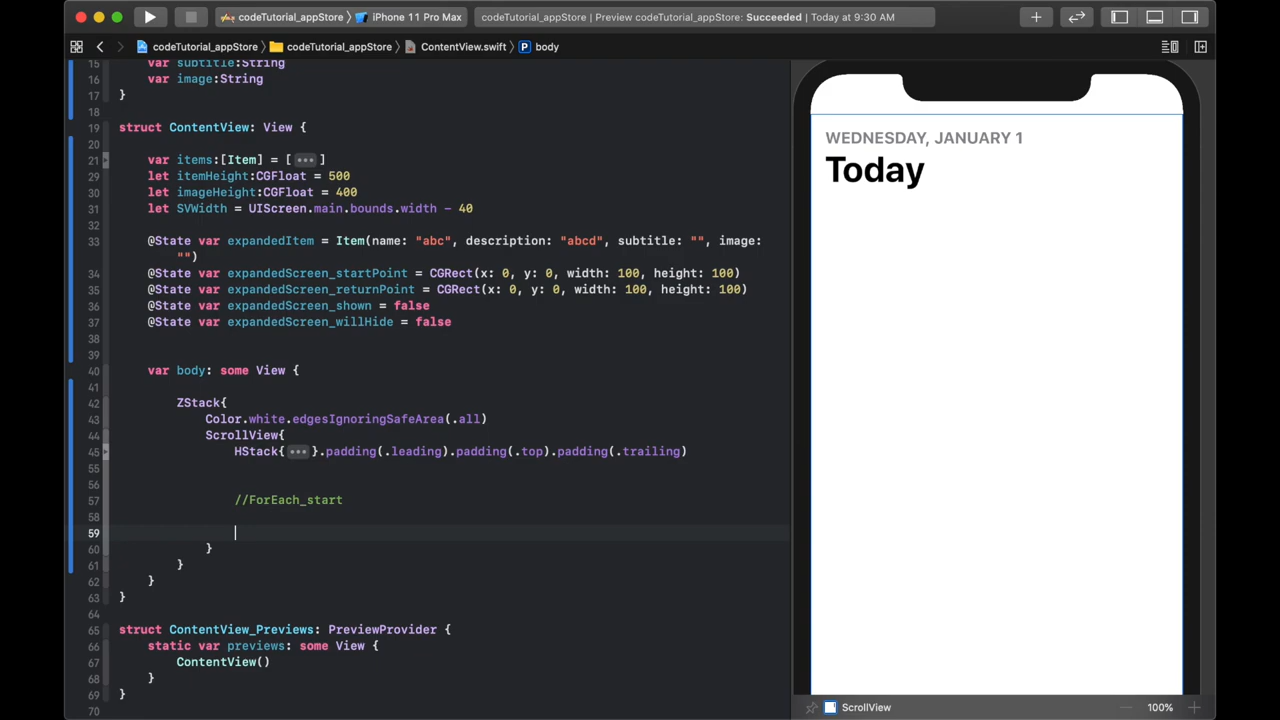 codeTutorial_appStore iPhone 11 Pro Max codeTutorial_appStore | Preview codeTutorial_appStore: Succeeded | Today at 9:30 AM
codeTutorial_appStore codeTutorial_appStore ContentView.swift P body
15 var subtitle:String
16 var image:String
17 }
18
19 struct ContentView: View {
20
21 var items:[Item] = [ ••• ]
29 let itemHeight:CGFloat = 500
30 let imageHeight:CGFloat = 400
31 let SVWidth = UIScreen.main.bounds.width - 40
32
33 @State var expandedItem = Item(name: "abc", description: "abcd", subtitle: "", image:
"")
34 @State var expandedScreen_startPoint = CGRect(x: 0, y: 0, width: 100, height: 100)
35 @State var expandedScreen_returnPoint = CGRect(x: 0, y: 0, width: 100, height: 100)
36 @State var expandedScreen_shown = false
37 @State var expandedScreen_willHide = false
38
39
40 var body: some View {
41
42 ZStack{
43 Color.white.edgesIgnoringSafeArea(.all)
44 ScrollView{
45 HStack{ ••• }.padding(.leading).padding(.top).padding(.trailing)
55
56
57 //ForEach_start
58
59
60 }
61 }
62 }
63 }
64
65 struct ContentView_Previews: PreviewProvider {
66 static var previews: some View {
67 ContentView()
68 }
69 }
70
WEDNESDAY, JANUARY 1
Today
ScrollView 100%